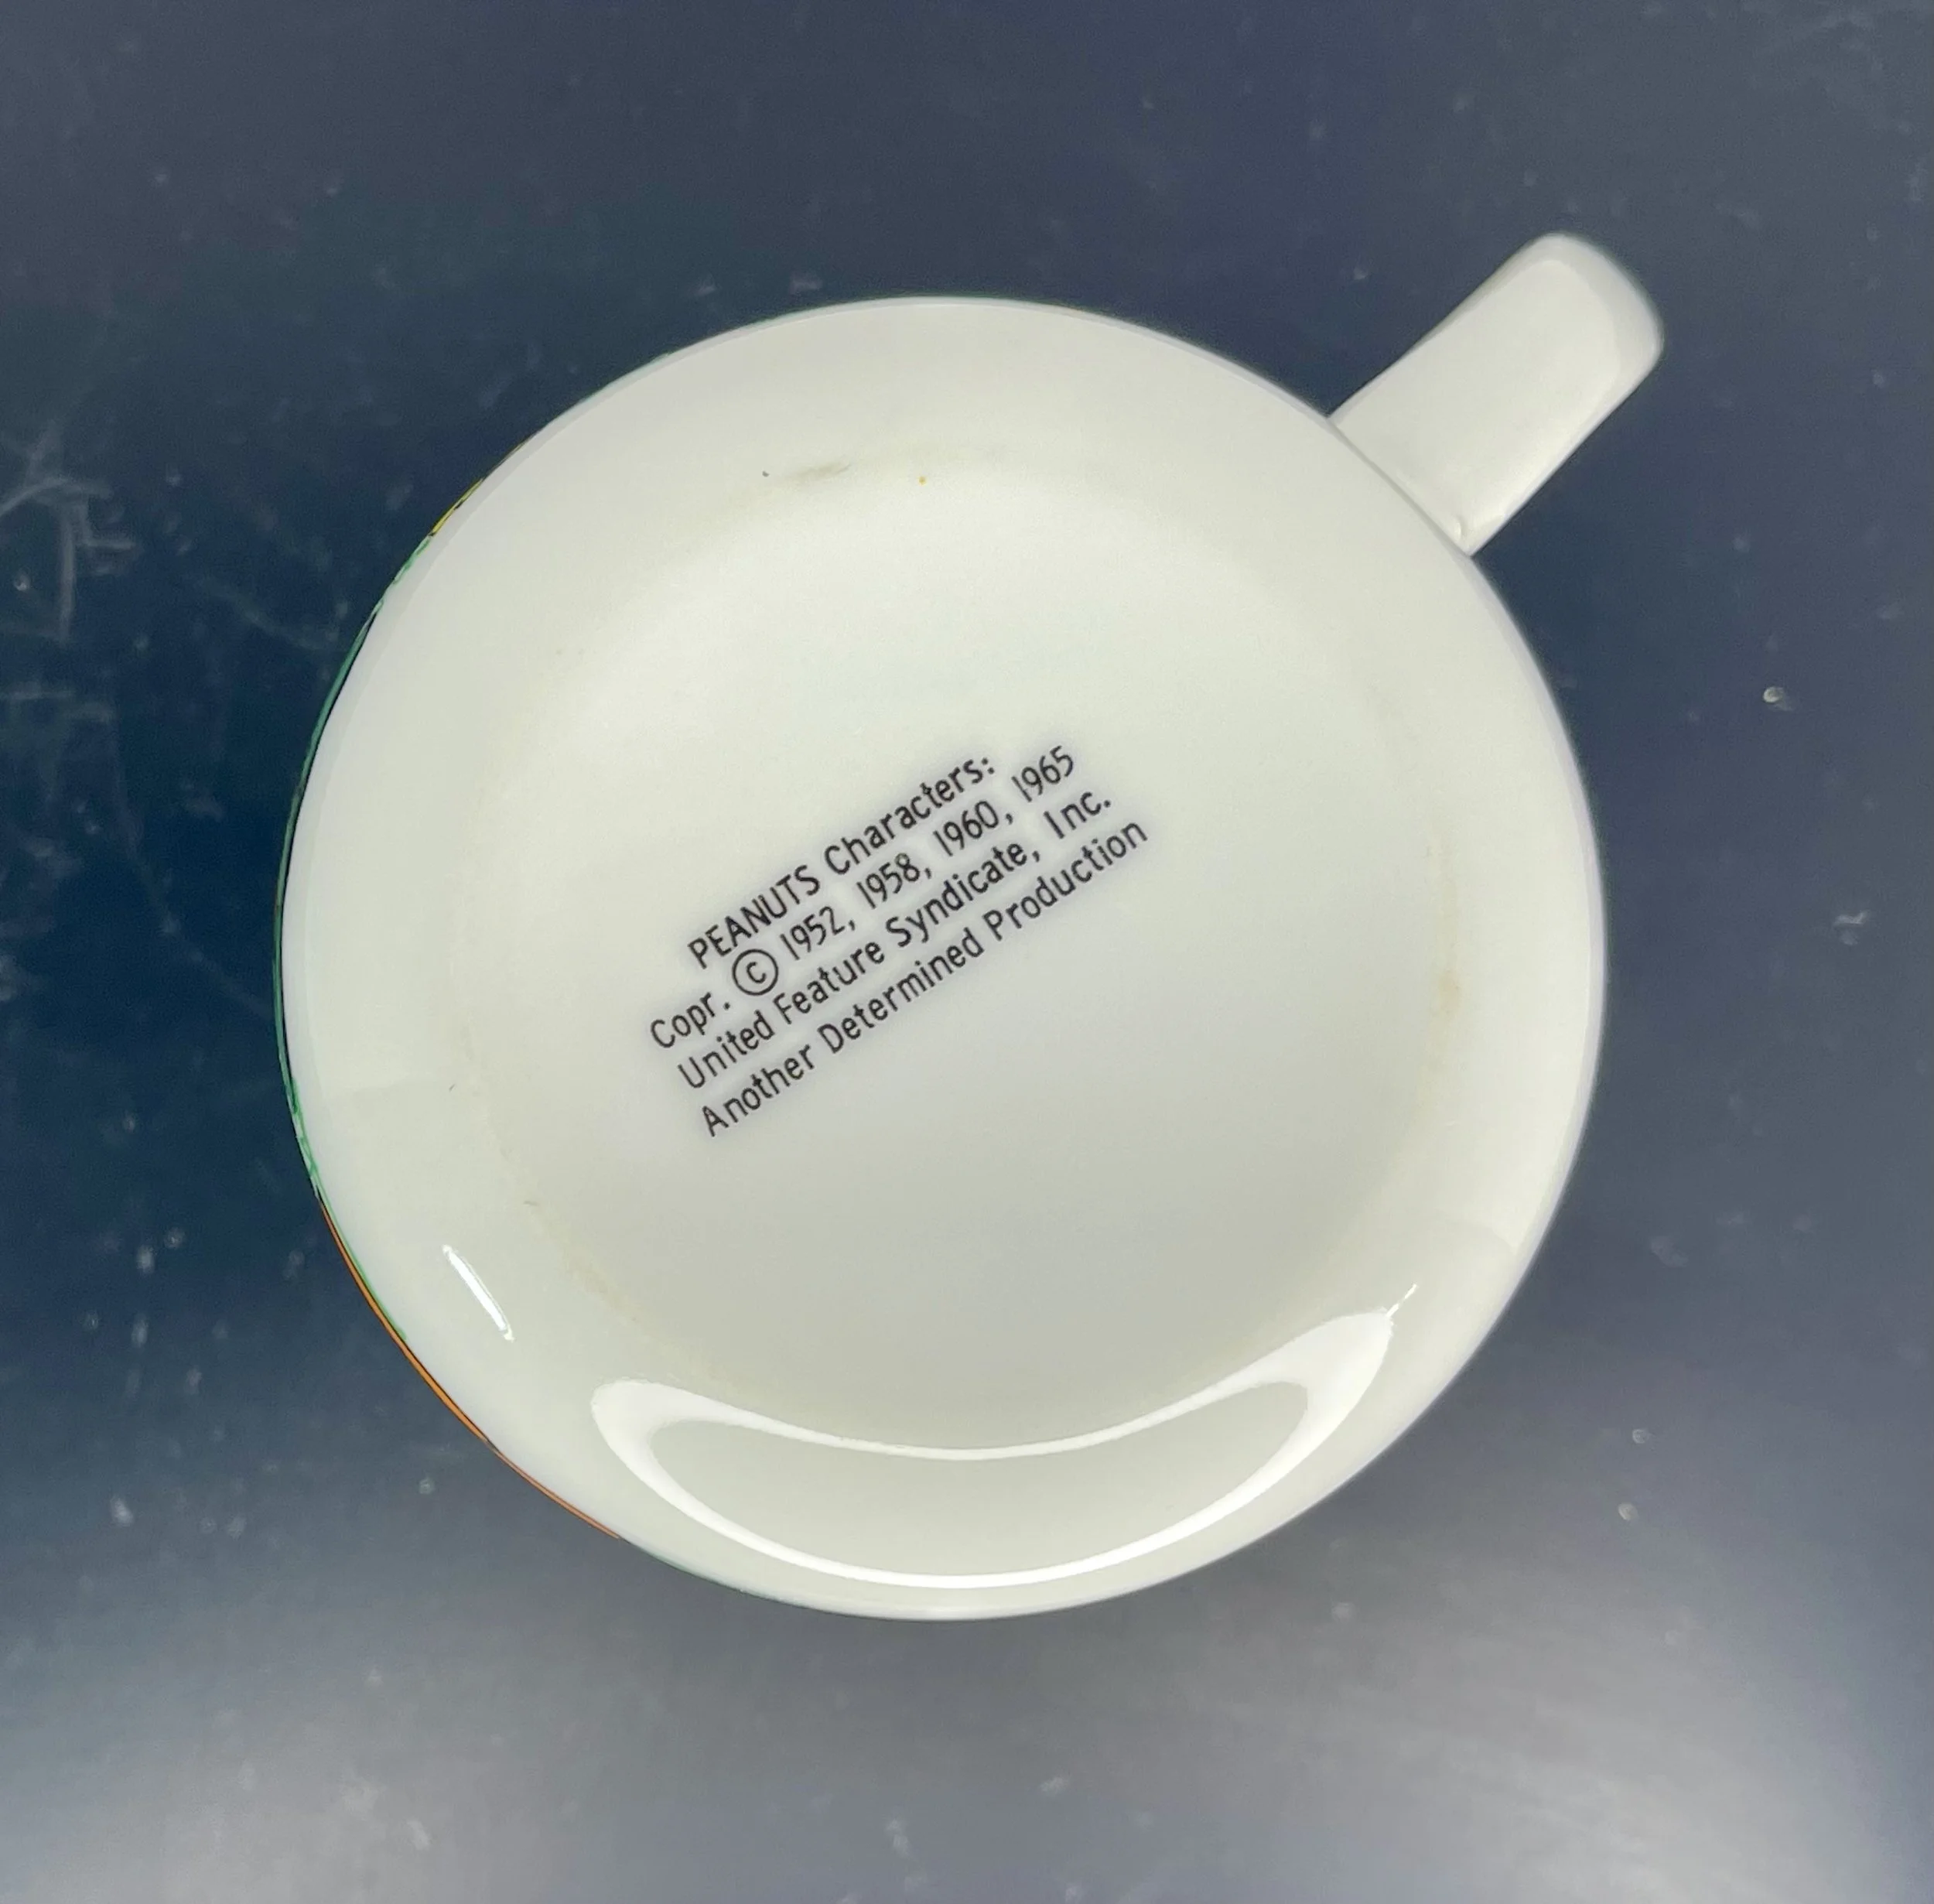 PEANUTS Characters:
Copr. © 1952, 1958, 1960, 1965
United Feature Syndicate, Inc.
Another Determined Production